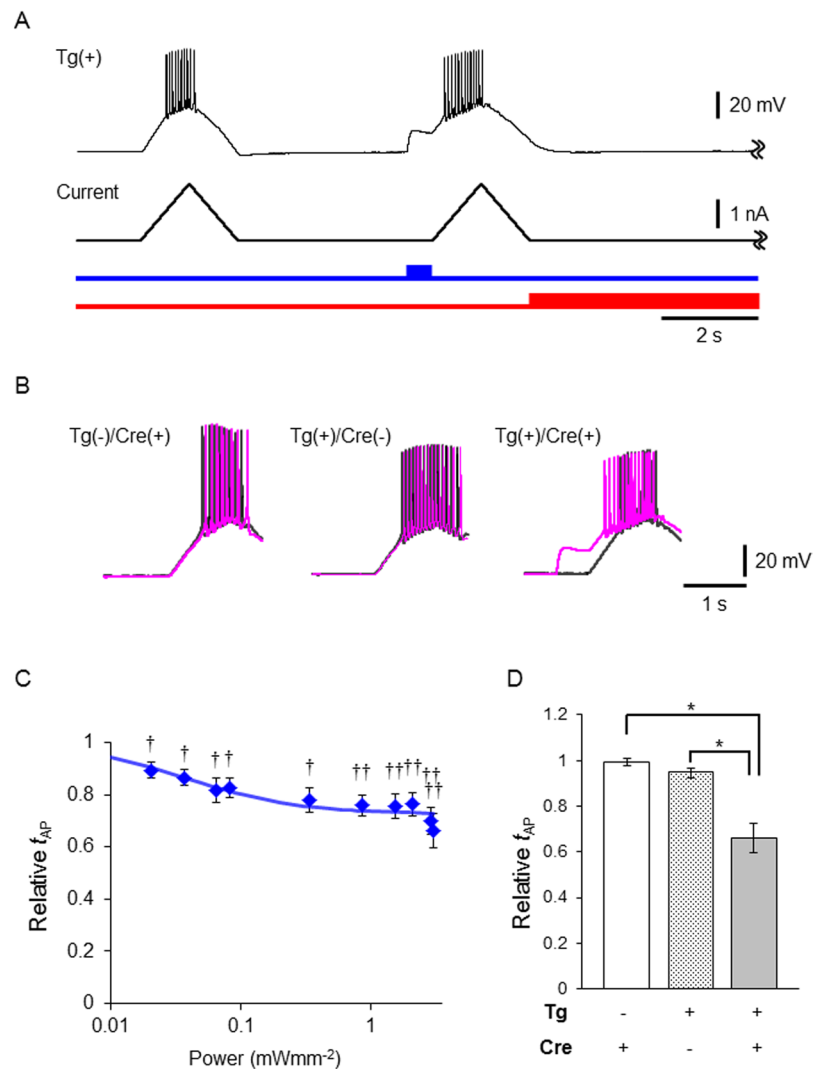 A
Tg(+)
20 mV
Current
1 nA
2 s
B
Tg(-)/Cre(+) Tg(+)/Cre(-) Tg(+)/Cre(+)
20 mV
1 s
C
Relative tAP
1
0.8
0.6
0.4
0.2
0
† † † † † †† †† †† †† ††
0.01 0.1 1
Power (mWmm-2)
D
Relative tAP
1.2
1
0.8
0.6
0.4
0.2
0
*
*
Tg - + +
Cre + - +